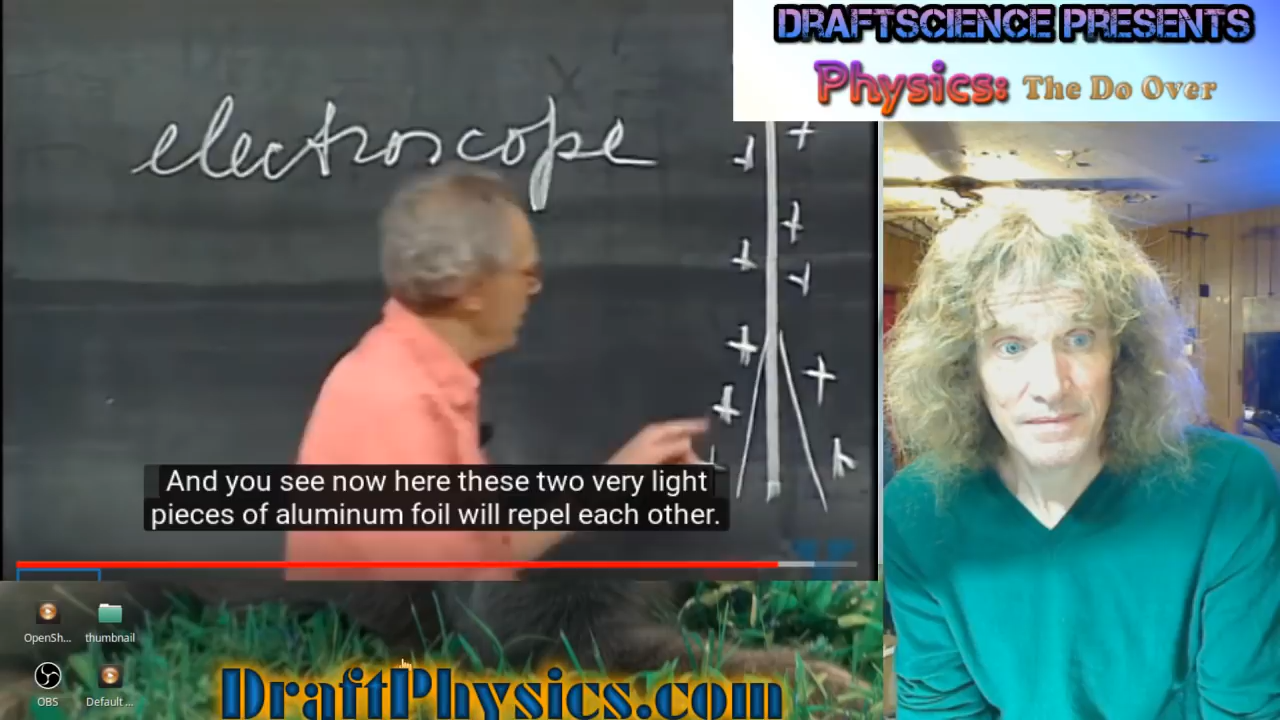 DRAFTSCIENCE PRESENTS
Physics: The Do Over
electroscope
And you see now here these two very light
pieces of aluminum foil will repel each other.
OpenSh...
thumbnail
OBS
Default ...
DraftPhysics.com